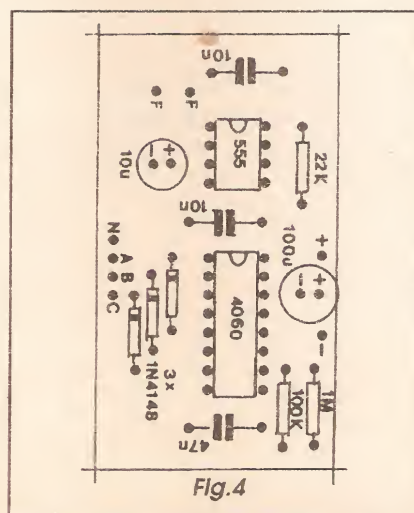 10n
F F
10u
+
-
555
22K
10n
100u
+
+
-
-
N
A
B
C
4060
3x
1N4148
47n
100K
1M
Fig.4